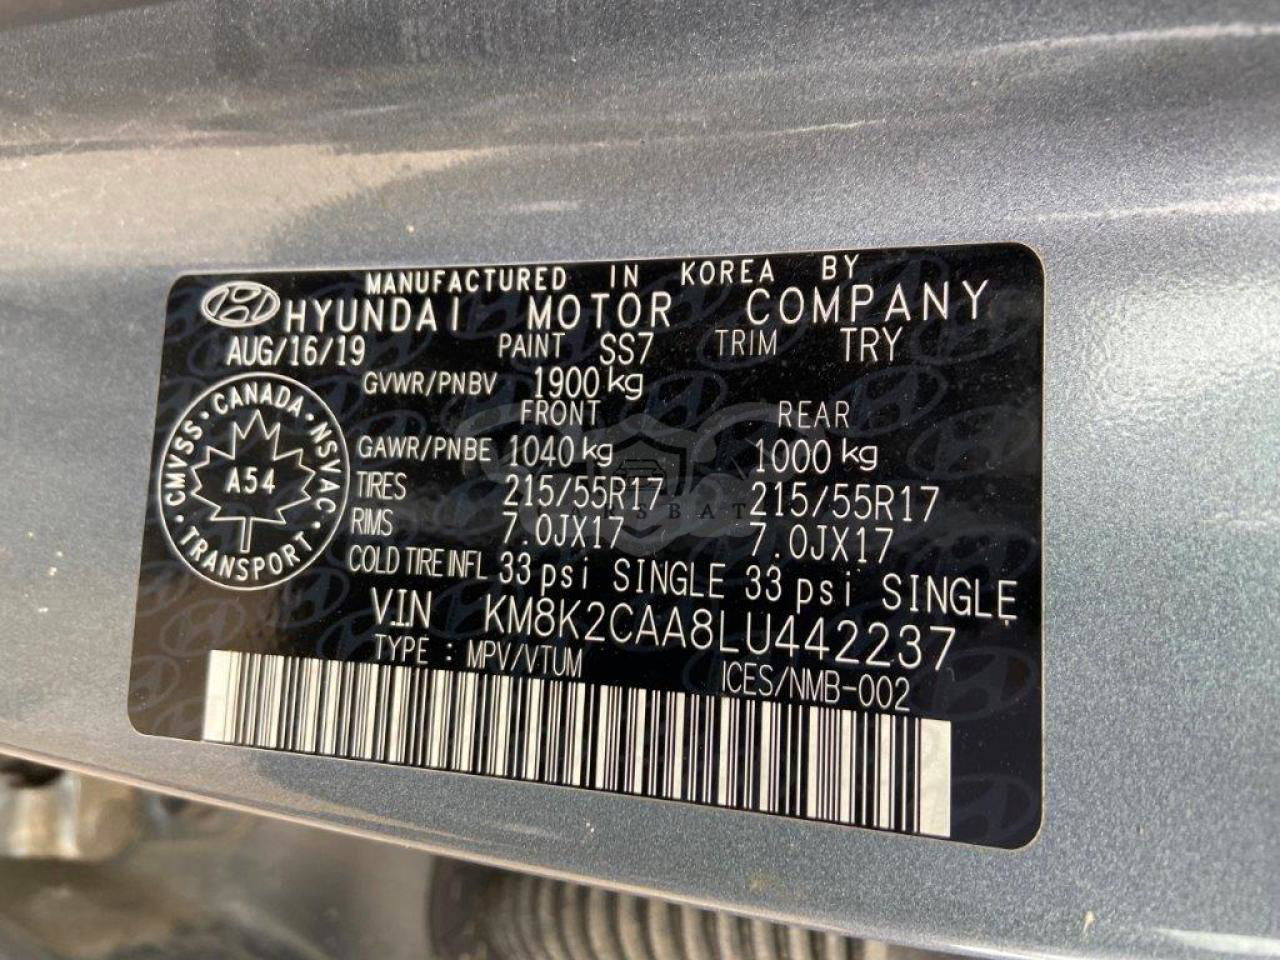 MANUFACTURED IN KOREA BY
HYUNDAI MOTOR COMPANY
AUG/16/19 PAINT SS7 TRIM TRY
GVWR/PNBV 1900 kg
FRONT REAR
GAWR/PNBE 1040 kg 1000 kg
TIRES 215/55R17 215/55R17
RIMS 7.0JX17 7.0JX17
COLD TIRE INFL 33 psi SINGLE 33 psi SINGLE
V.I.N KM8K2CAA8LU442237
TYPE : MPV/VTUM ICES/NMB-002
CMVSS · CANADA · NSVAC · TRANSPORT ·
A54
CARSBAT